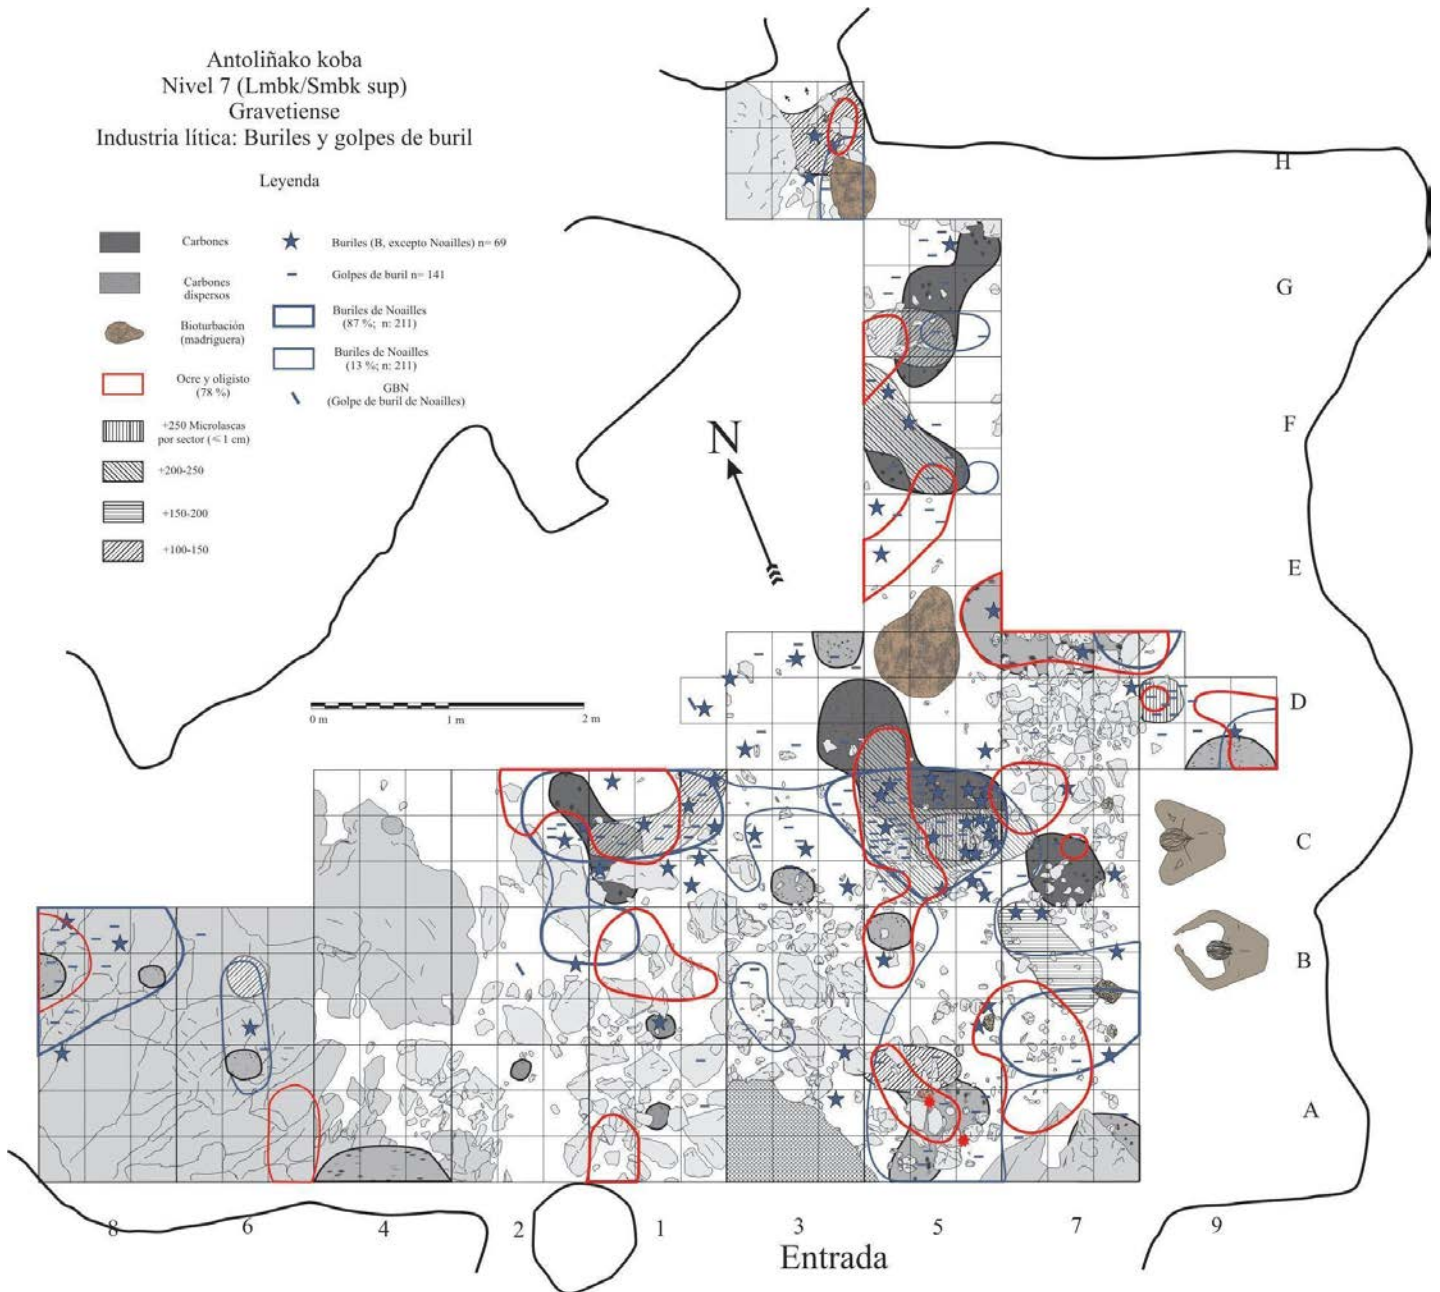 Antoliñako koba
Nivel 7 (Lmbk/Smbk sup)
Gravetiense
Industria lítica: Buriles y golpes de buril
Leyenda
Carbones
Carbones
dispersos
Bioturbación
(madriguera)
Ocre y oligisto
(78 %)
+250 Microlascas
por sector (⩽ 1 cm)
+200-250
+150-200
+100-150
Buriles (B, excepto Noailles) n= 69
Golpes de buril n= 141
Buriles de Noailles
(87 %; n: 211)
Buriles de Noailles
(13 %; n: 211)
GBN
(Golpe de buril de Noailles)
N
0 m 1 m 2 m
H
G
F
E
D
C
B
A
8 6 4 2 1 3 5 7 9
Entrada